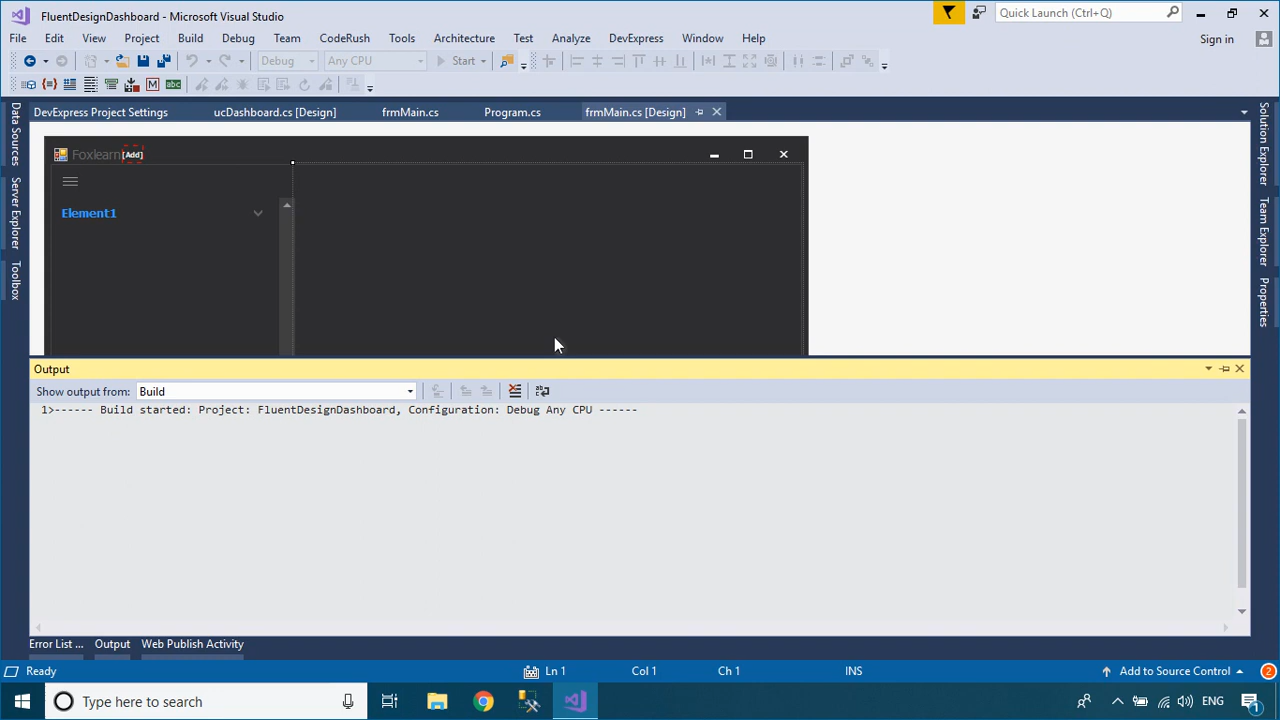 FluentDesignDashboard - Microsoft Visual Studio
Quick Launch (Ctrl+Q)
File Edit View Project Build Debug Team CodeRush Tools Architecture Test Analyze DevExpress Window Help
Sign in
Debug Any CPU Start
M abc
DevExpress Project Settings ucDashboard.cs [Design] frmMain.cs Program.cs frmMain.cs [Design]
Data Sources
Server Explorer
Toolbox
Solution Explorer
Team Explorer
Properties
Foxlearn [Add]
Element1
Output
Show output from: Build
1>------ Build started: Project: FluentDesignDashboard, Configuration: Debug Any CPU ------
Error List ... Output Web Publish Activity
Ready Ln 1 Col 1 Ch 1 INS Add to Source Control 2
Type here to search ENG 1